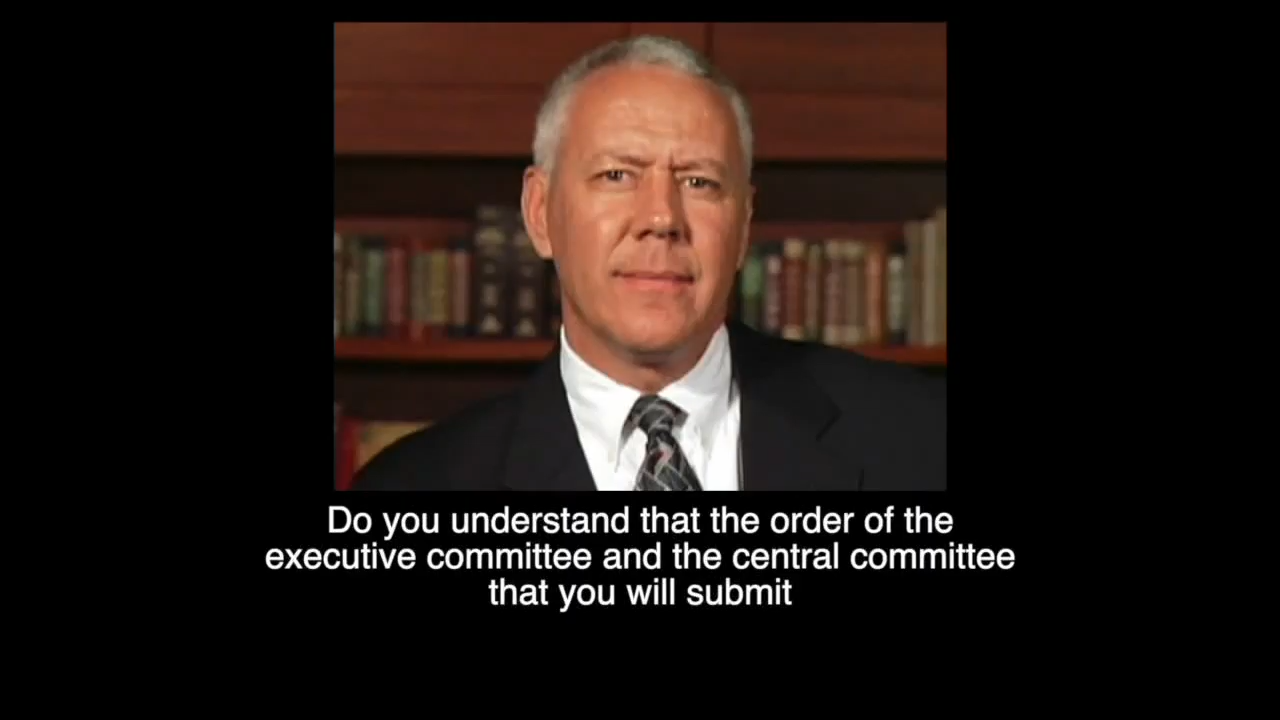 Do you understand that the order of the
executive committee and the central committee
that you will submit